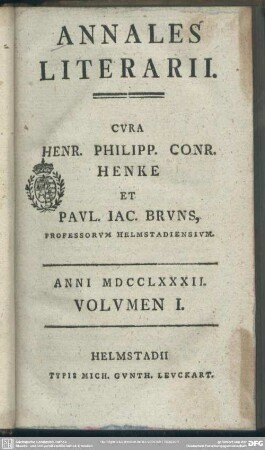 ANNALES
LITERARII.
CVRA
HENR. PHILIPP. CONR.
HENKE
ET
PAVL. IAC. BRVNS,
PROFESSORVM HELMSTADIENSIVM.
ANNI MDCCLXXXII.
VOLVMEN I.
HELMSTADII
TYPIS MICH. GVNTH. LEVCKART.
DFG